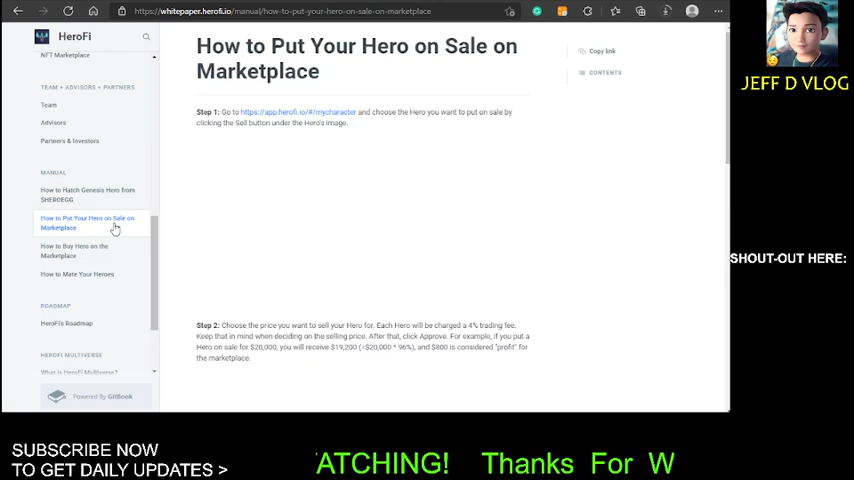 https://whitepaper.herofi.io/manual/how-to-put-your-hero-on-sale-on-marketplace
HeroFi
NFT Marketplace
TEAM + ADVISORS + PARTNERS
Team
Advisors
Partners & Investors
MANUAL
How to Hatch Genesis Hero from
$HEROEGG
How to Put Your Hero on Sale on
Marketplace
How to Buy Hero on the
Marketplace
How to Mate Your Heroes
ROADMAP
HeroFi's Roadmap
HEROFI MULTIVERSE
What is HeroFi Multiverse?
Powered By GitBook
How to Put Your Hero on Sale on
Marketplace
Step 1: Go to https://app.herofi.io/#/mycharacter and choose the Hero you want to put on sale by
clicking the Sell button under the Hero's image.
Step 2: Choose the price you want to sell your Hero for. Each Hero will be charged a 4% trading fee.
Keep that in mind when deciding on the selling price. After that, click Approve. For example, if you put a
Hero on sale for $20,000, you will receive $19,200 (=$20,000 * 96%), and $800 is considered "profit" for
the marketplace.
Copy link
CONTENTS
JEFF D VLOG
SHOUT-OUT HERE:
SUBSCRIBE NOW
TO GET DAILY UPDATES >
ATCHING! Thanks For W